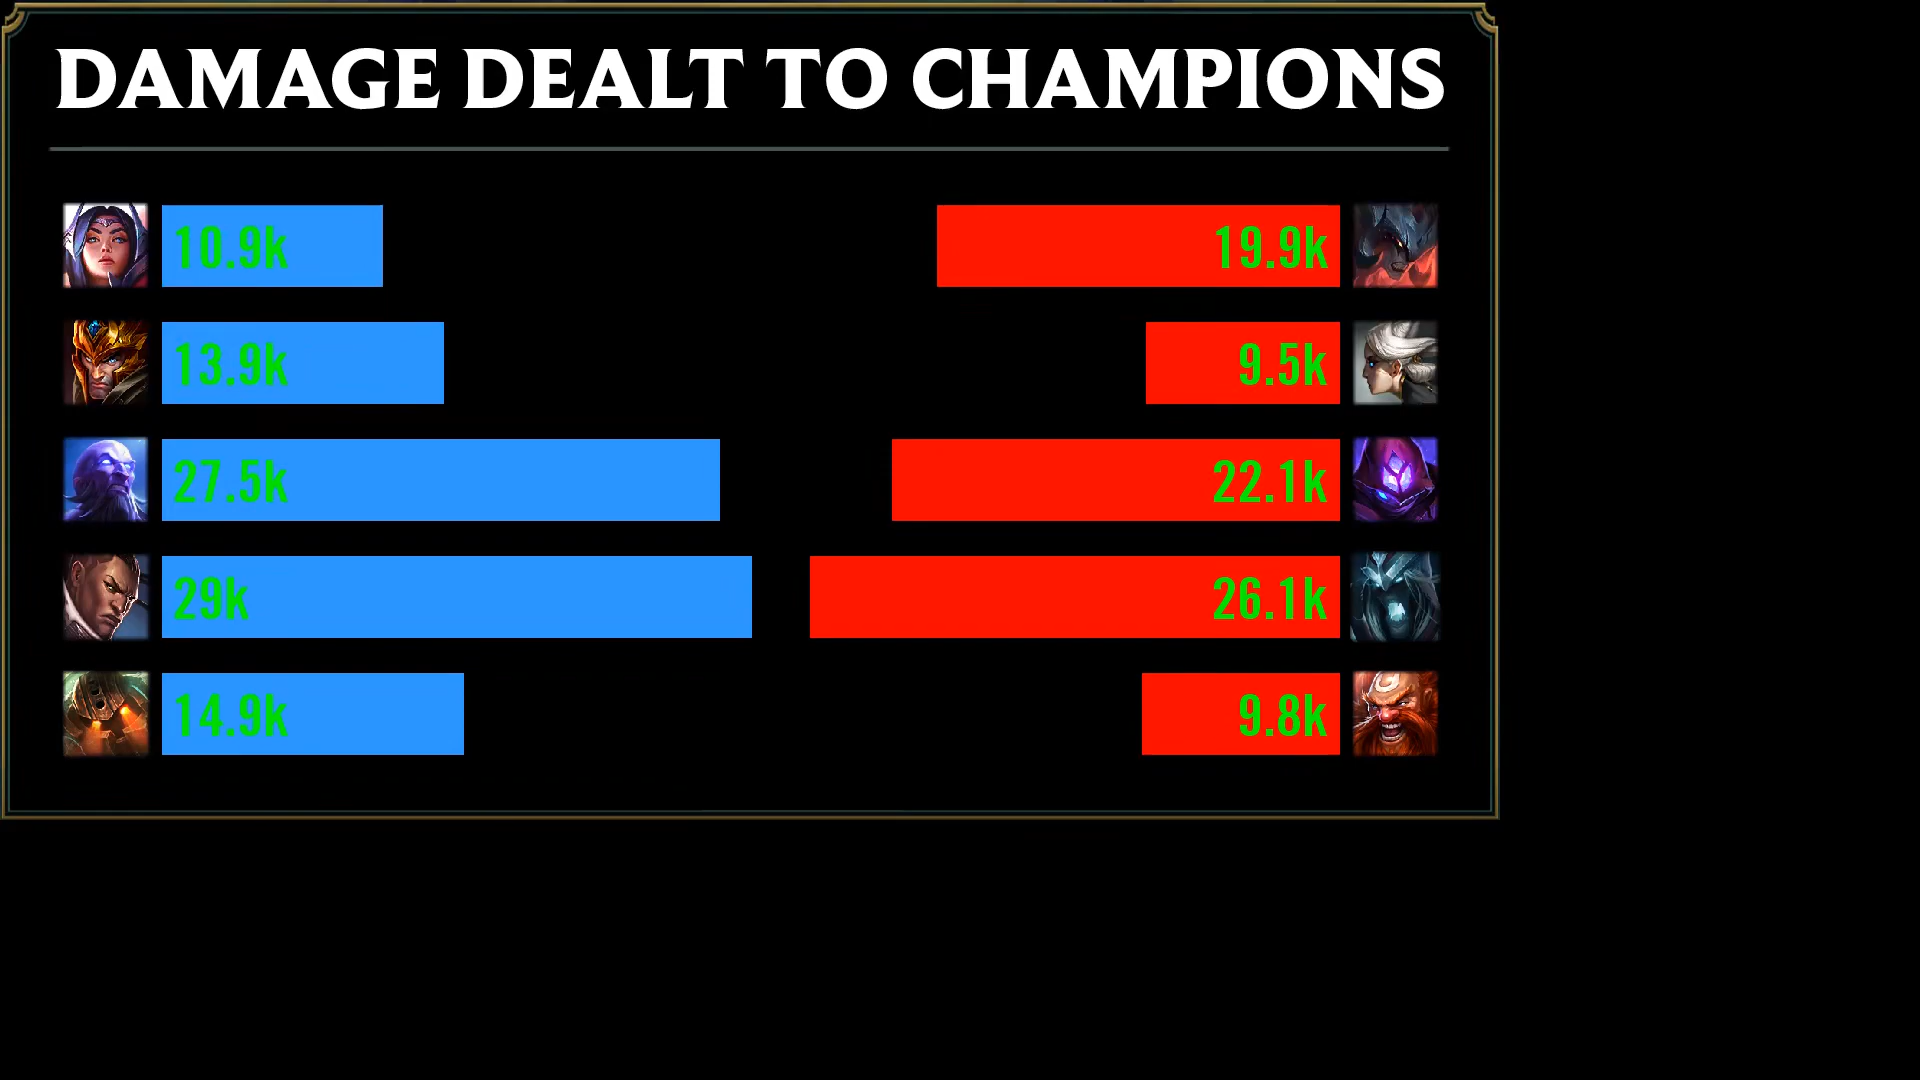 DAMAGE DEALT TO CHAMPIONS
10.9k 19.9k
13.9k 9.5k
27.5k 22.1k
29k 26.1k
14.9k 9.8k